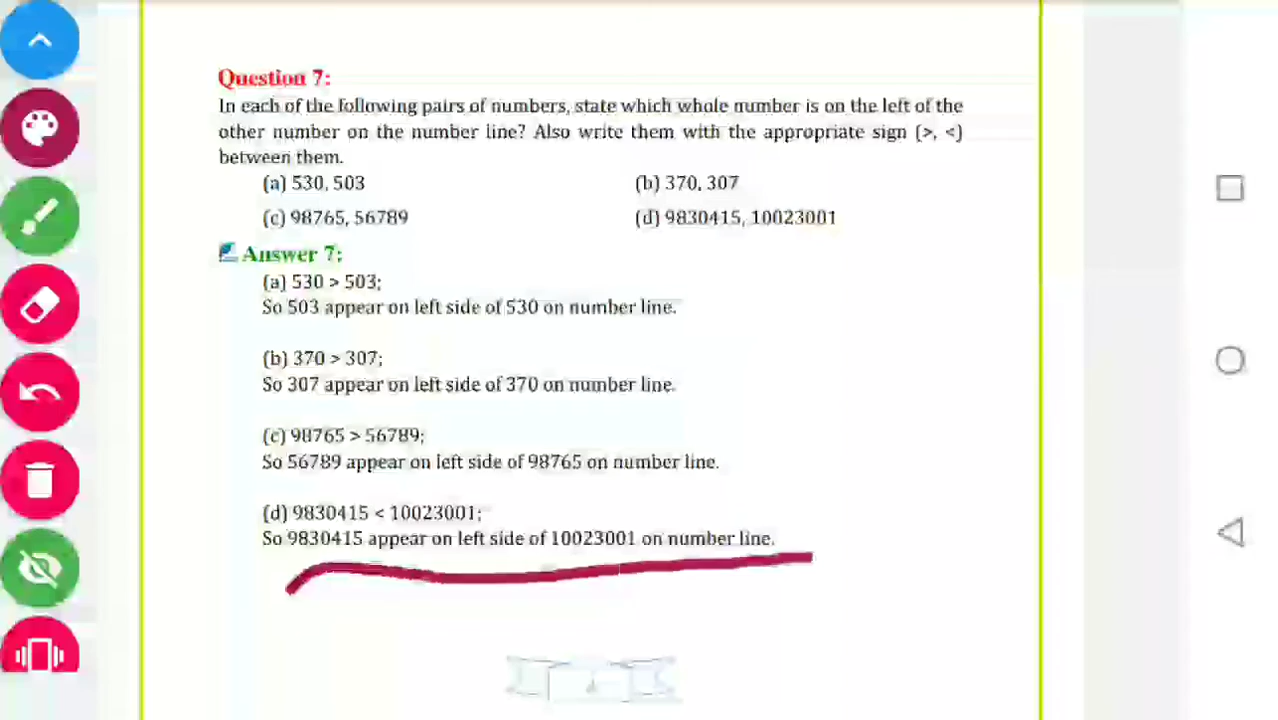 Question 7:
In each of the following pairs of numbers, state which whole number is on the left of the
other number on the number line? Also write them with the appropriate sign (>, <)
between them.
(a) 530, 503 (b) 370, 307
(c) 98765, 56789 (d) 9830415, 10023001
Answer 7:
(a) 530 > 503;
So 503 appear on left side of 530 on number line.
(b) 370 > 307;
So 307 appear on left side of 370 on number line.
(c) 98765 > 56789;
So 56789 appear on left side of 98765 on number line.
(d) 9830415 < 10023001;
So 9830415 appear on left side of 10023001 on number line.